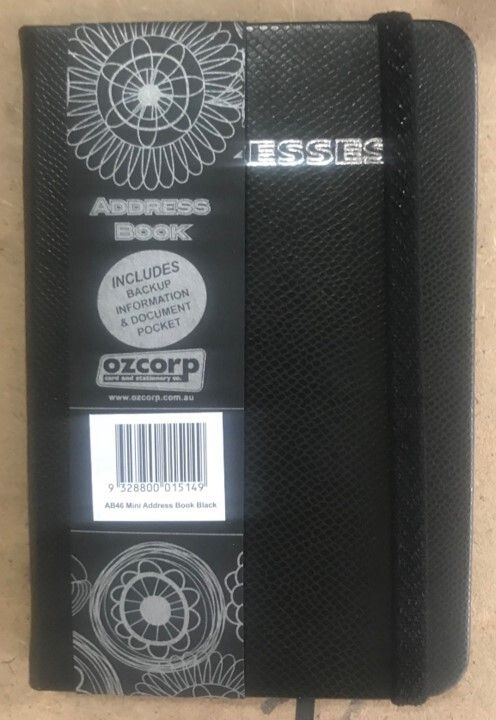 ESSES
ADDRESS
BOOK
INCLUDES
BACKUP
INFORMATION
& DOCUMENT
POCKET
ozcorp
card and stationery co.
www.ozcorp.com.au
9 328800 015149
AB46 Mini Address Book Black